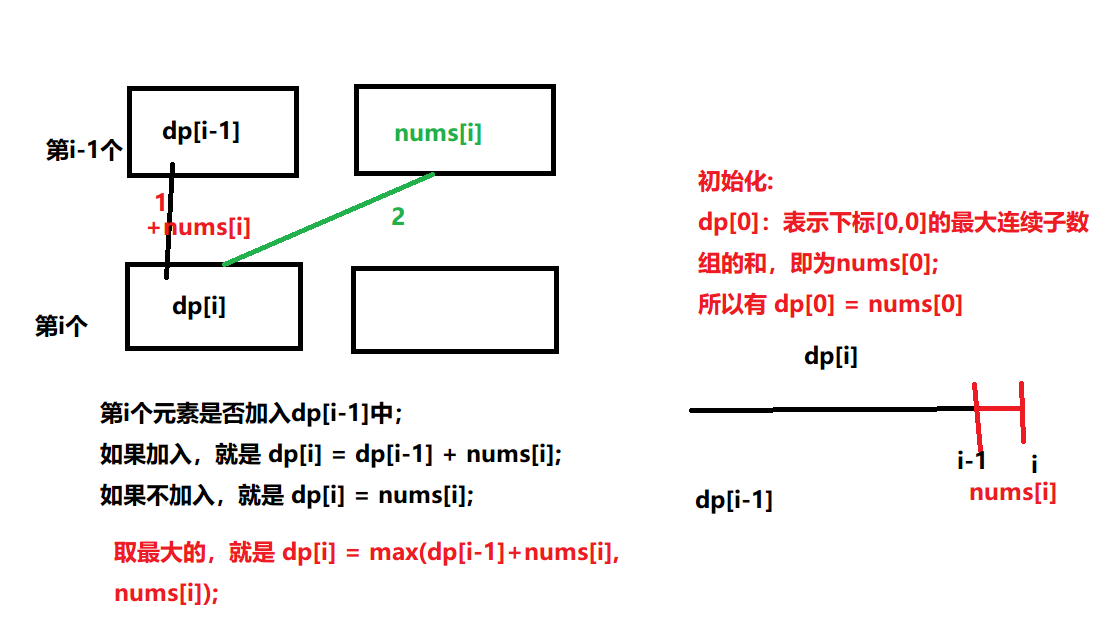 第i-1个
dp[i-1]
nums[i]
1
+nums[i]
2
第i个
dp[i]
第i个元素是否加入dp[i-1]中;
如果加入，就是 dp[i] = dp[i-1] + nums[i];
如果不加入，就是 dp[i] = nums[i];
取最大的，就是 dp[i] = max(dp[i-1]+nums[i],
nums[i]);
初始化:
dp[0]：表示下标[0,0]的最大连续子数
组的和，即为nums[0];
所以有 dp[0] = nums[0]
dp[i]
i-1
i
nums[i]
dp[i-1]